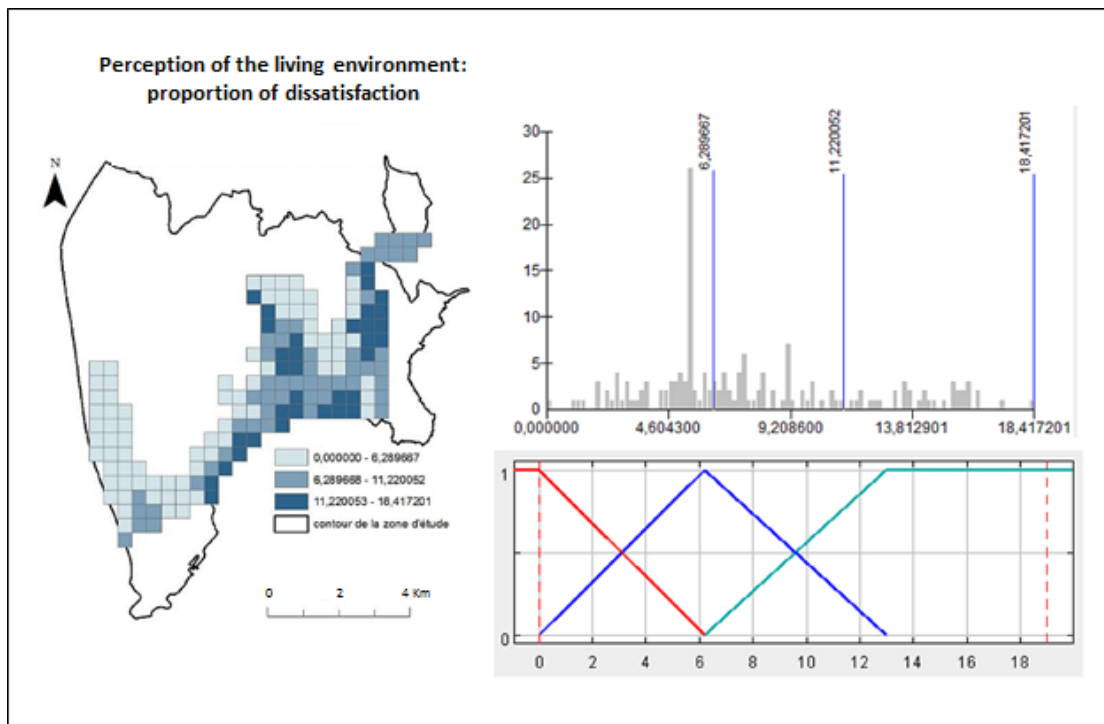 Perception of the living environment:
proportion of dissatisfaction
N
0,000000 - 6,289667
6,289668 - 11,220052
11,220053 - 18,417201
contour de la zone d'étude
0 2 4 Km
30
25
20
15
10
5
0
6,289667
11,220052
18,417201
0,000000 4,604300 9,208600 13,812901 18,417201
1
0
0 2 4 6 8 10 12 14 16 18